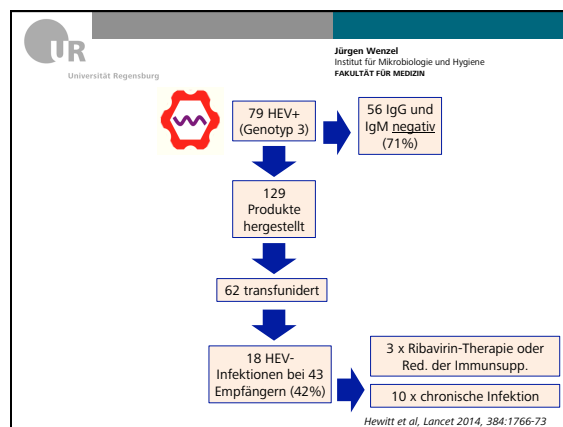 UR
Universität Regensburg
Jürgen Wenzel
Institut für Mikrobiologie und Hygiene
FAKULTÄT FÜR MEDIZIN
79 HEV+
(Genotyp 3)
56 IgG und
IgM negativ
(71%)
129
Produkte
hergestellt
62 transfundiert
18 HEV-
Infektionen bei 43
Empfängern (42%)
3 x Ribavirin-Therapie oder
Red. der Immunsupp.
10 x chronische Infektion
Hewitt et al, Lancet 2014, 384:1766-73